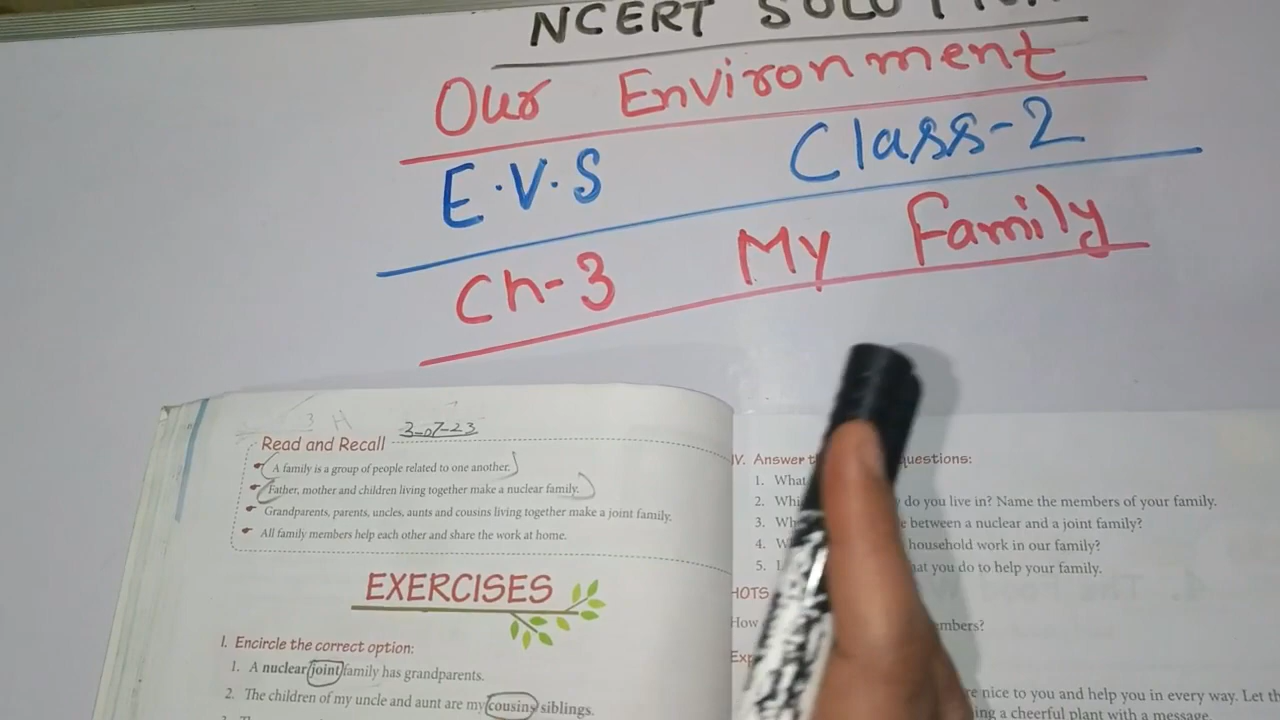 NCERT SOLUTION
Our Environment
E.V.S Class-2
Ch-3 My Family
3-07-23
Read and Recall
A family is a group of people related to one another.
Father, mother and children living together make a nuclear family.
Grandparents, parents, uncles, aunts and cousins living together make a joint family.
All family members help each other and share the work at home.
EXERCISES
I. Encircle the correct option:
1. A nuclear/joint family has grandparents.
2. The children of my uncle and aunt are my cousins/siblings.
IV. Answer questions:
1. What
2. do you live in? Name the members of your family.
3. between a nuclear and a joint family?
4. household work in our family?
5. you do to help your family.
HOTS
How
nice to you and help you in every way. Let
a cheerful plant with a message